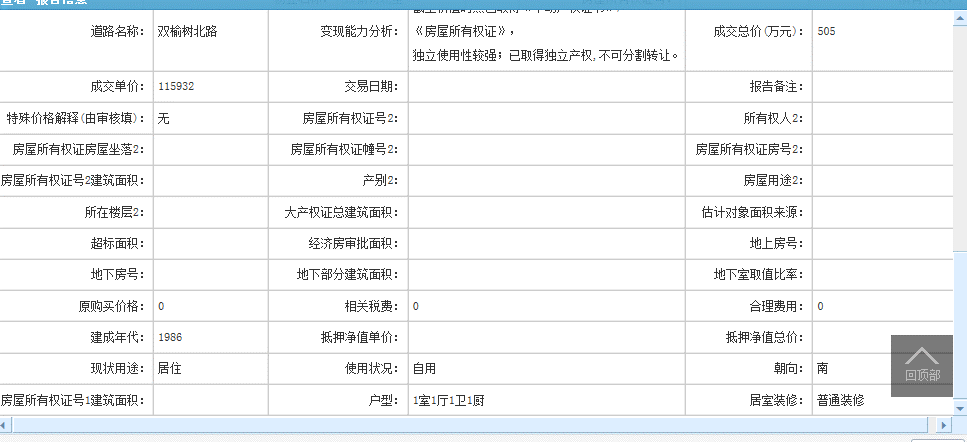 道路名称： 双榆树北路 变现能力分析： 《房屋所有权证》， 成交总价(万元)： 505
独立使用性较强；已取得独立产权,不可分割转让。
成交单价： 115932 交易日期： 报告备注：
特殊价格解释(由审核填)： 无 房屋所有权证号2： 所有权人2：
房屋所有权证房屋坐落2： 房屋所有权证幢号2： 房屋所有权证房号2：
房屋所有权证号2建筑面积： 产别2： 房屋用途2：
所在楼层2： 大产权证总建筑面积： 估计对象面积来源：
超标面积： 经济房审批面积： 地上房号：
地下房号： 地下部分建筑面积： 地下室取值比率：
原购买价格： 0 相关税费： 0 合理费用： 0
建成年代： 1986 抵押净值单价： 抵押净值总价：
现状用途： 居住 使用状况： 自用 朝向： 南
回顶部
房屋所有权证号1建筑面积： 户型： 1室1厅1卫1厨 居室装修： 普通装修